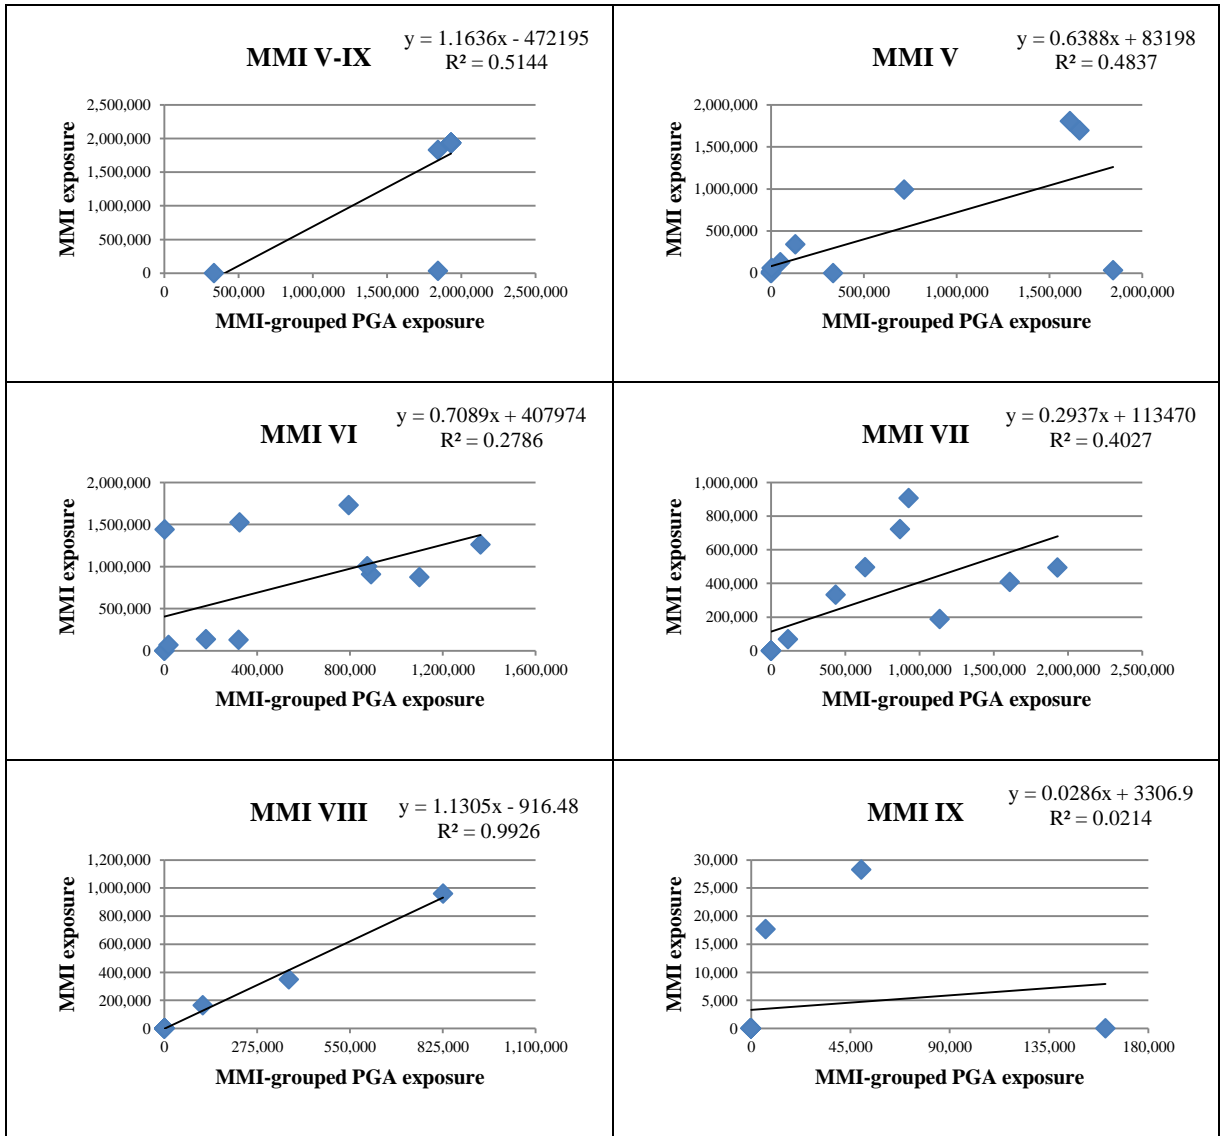 y = 1.1636x - 472195
R² = 0.5144
MMI V-IX
2,500,000
2,000,000
1,500,000
1,000,000
500,000
0
MMI exposure
0 500,000 1,000,000 1,500,000 2,000,000 2,500,000
MMI-grouped PGA exposure
y = 0.6388x + 83198
R² = 0.4837
MMI V
2,000,000
1,500,000
1,000,000
500,000
0
MMI exposure
0 500,000 1,000,000 1,500,000 2,000,000
MMI-grouped PGA exposure
y = 0.7089x + 407974
R² = 0.2786
MMI VI
2,000,000
1,500,000
1,000,000
500,000
0
MMI exposure
0 400,000 800,000 1,200,000 1,600,000
MMI-grouped PGA exposure
y = 0.2937x + 113470
R² = 0.4027
MMI VII
1,000,000
800,000
600,000
400,000
200,000
0
MMI exposure
0 500,000 1,000,000 1,500,000 2,000,000 2,500,000
MMI-grouped PGA exposure
y = 1.1305x - 916.48
R² = 0.9926
MMI VIII
1,200,000
1,000,000
800,000
600,000
400,000
200,000
0
MMI exposure
0 275,000 550,000 825,000 1,100,000
MMI-grouped PGA exposure
y = 0.0286x + 3306.9
R² = 0.0214
MMI IX
30,000
25,000
20,000
15,000
10,000
5,000
0
MMI exposure
0 45,000 90,000 135,000 180,000
MMI-grouped PGA exposure